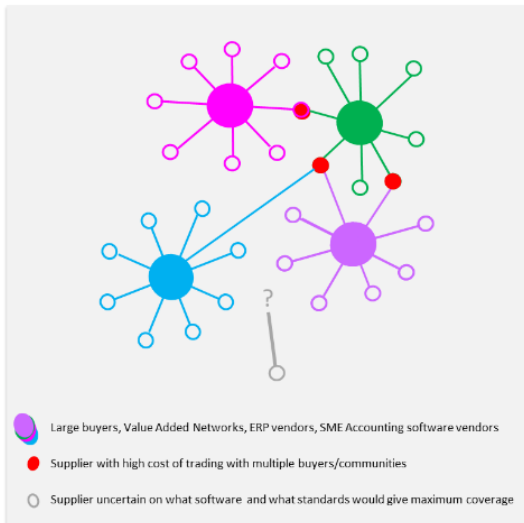 ?
Large buyers, Value Added Networks, ERP vendors, SME Accounting software vendors
Supplier with high cost of trading with multiple buyers/communities
Supplier uncertain on what software and what standards would give maximum coverage